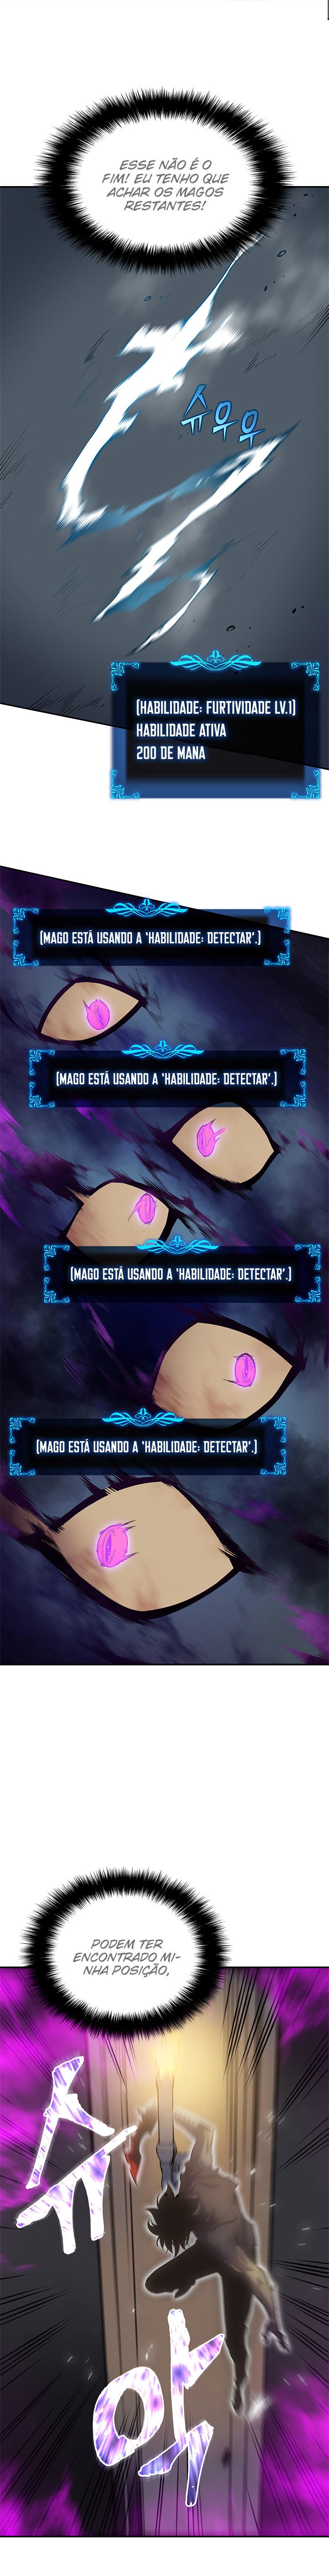 ESSE NÃO É O
FIM! EU TENHO QUE
ACHAR OS MAGOS
RESTANTES!
슈우우
(HABILIDADE: FURTIVIDADE LV.1)
HABILIDADE ATIVA
200 DE MANA
(MAGO ESTÁ USANDO A 'HABILIDADE: DETECTAR'.)
(MAGO ESTÁ USANDO A 'HABILIDADE: DETECTAR'.)
(MAGO ESTÁ USANDO A 'HABILIDADE: DETECTAR'.)
(MAGO ESTÁ USANDO A 'HABILIDADE: DETECTAR'.)
PODEM TER
ENCONTRADO MI-
NHA POSIÇÃO,
슈
악